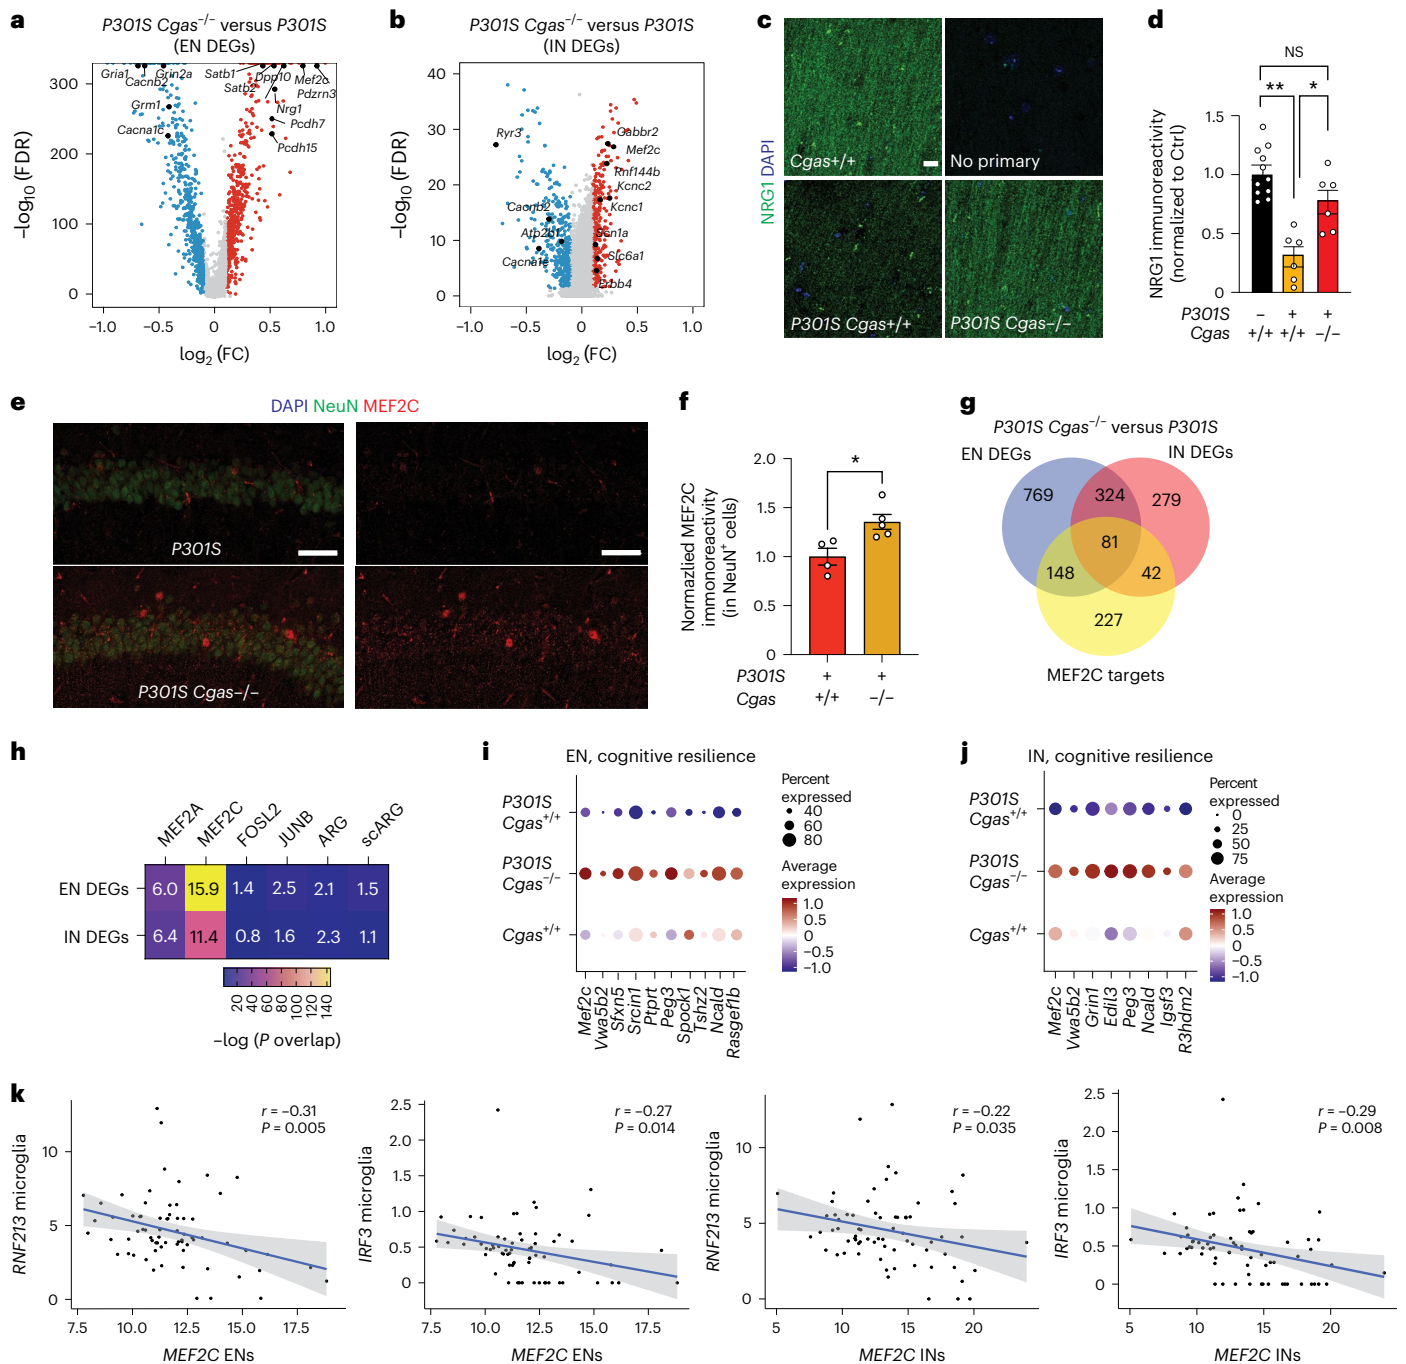 a
P301S Cgas–/– versus P301S
(EN DEGs)
Gria1
Cacnb2
Grin2a
Grm1
Cacna1c
Satb1
Satb2
Dpp10
Mef2c
Pdzrn3
Nrg1
Pcdh7
Pcdh15
300
200
100
0
–log10 (FDR)
–1.0 –0.5 0 0.5 1.0
log2 (FC)
b
P301S Cgas–/– versus P301S
(IN DEGs)
Ryr3
Cacnb2
Atp2b1
Cacna1e
Gabbr2
Mef2c
Rnf144b
Kcnc2
Kcnc1
Scn1a
Slc6a1
Erbb4
40
30
20
10
0
–log10 (FDR)
–1.0 –0.5 0 0.5 1.0
log2 (FC)
c
NRG1 DAPI
Cgas+/+
No primary
P301S Cgas+/+
P301S Cgas–/–
d
NS
** *
NRG1 immunoreactivity
(normalized to Ctrl)
1.5
1.0
0.5
0
P301S – + +
Cgas +/+ +/+ –/–
e
DAPI NeuN MEF2C
P301S
P301S Cgas–/–
f
*
Normazlied MEF2C
immonoreactivity
(in NeuN+ cells)
2.0
1.5
1.0
0.5
0
P301S + +
Cgas +/+ –/–
g
P301S Cgas–/– versus P301S
EN DEGs
IN DEGs
769 324 279
81
148 42
227
MEF2C targets
h
MEF2A MEF2C FOSL2 JUNB ARG scARG
EN DEGs 6.0 15.9 1.4 2.5 2.1 1.5
IN DEGs 6.4 11.4 0.8 1.6 2.3 1.1
20 40 60 80 100 120 140
–log (P overlap)
i
EN, cognitive resilience
P301S
Cgas+/+
P301S
Cgas–/–
Cgas+/+
Mef2c Vwa5b2 Sfxn5 Srcin1 Ptprt Peg3 Spock1 Tshz2 Ncald Rasgef1b
Percent
expressed
40
60
80
Average
expression
1.0
0.5
0
–0.5
–1.0
j
IN, cognitive resilience
P301S
Cgas+/+
P301S
Cgas–/–
Cgas+/+
Mef2c Vwa5b2 Grin1 Edil3 Peg3 Ncald Igsf3 R3hdm2
Percent
expressed
0
25
50
75
Average
expression
1.0
0.5
0
–0.5
–1.0
k
r = –0.31
P = 0.005
RNF213 microglia
10
5
0
7.5 10.0 12.5 15.0 17.5
MEF2C ENs
r = –0.27
P = 0.014
IRF3 microglia
2.5
2.0
1.5
1.0
0.5
0
7.5 10.0 12.5 15.0 17.5
MEF2C ENs
r = –0.22
P = 0.035
RNF213 microglia
10
5
0
5 10 15 20
MEF2C INs
r = –0.29
P = 0.008
IRF3 microglia
2.5
2.0
1.5
1.0
0.5
0
5 10 15 20
MEF2C INs